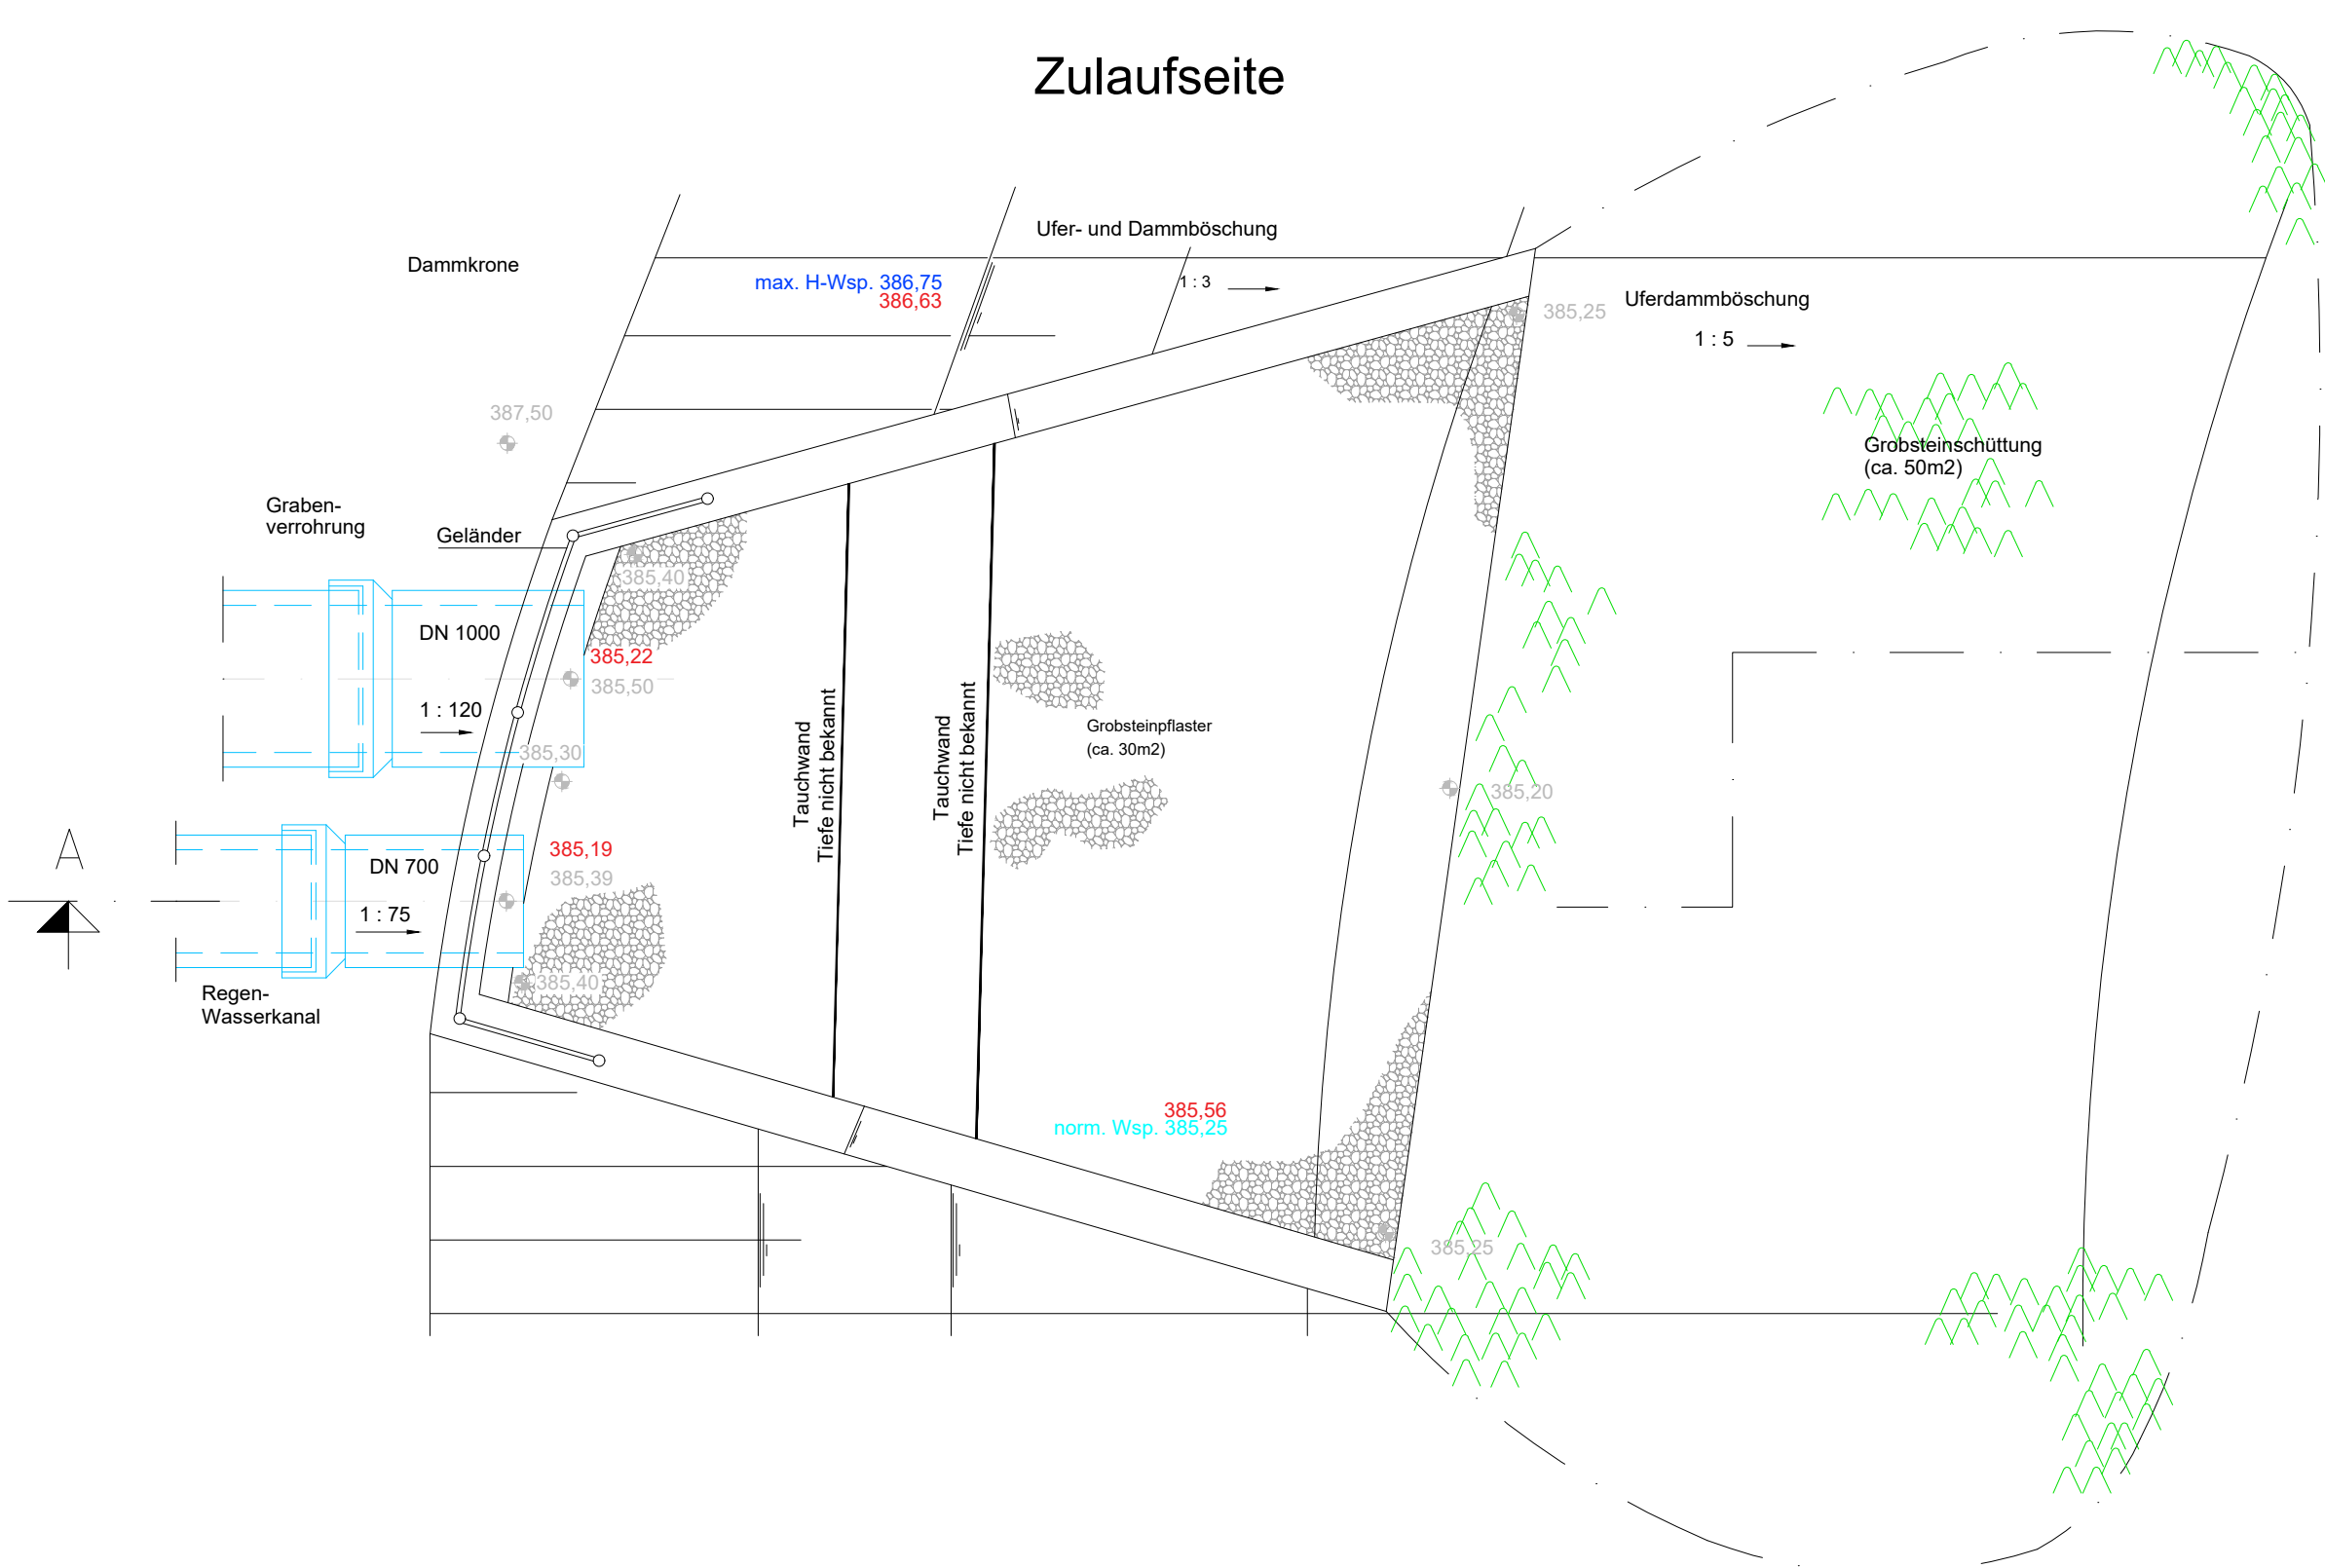 Zulaufseite
Ufer- und Dammböschung
Dammkrone
max. H-Wsp. 386,75
386,63
1 : 3
385,25
Uferdammböschung
1 : 5
387,50
Grobsteinschüttung
(ca. 50m2)
Graben-
verrohrung
Geländer
385,40
DN 1000
385,22
385,50
1 : 120
385,30
Tauchwand
Tiefe nicht bekannt
Tauchwand
Tiefe nicht bekannt
Grobsteinpflaster
(ca. 30m2)
385,20
A
385,19
385,39
DN 700
1 : 75
385,40
Regen-
Wasserkanal
385,56
norm. Wsp. 385,25
385,25